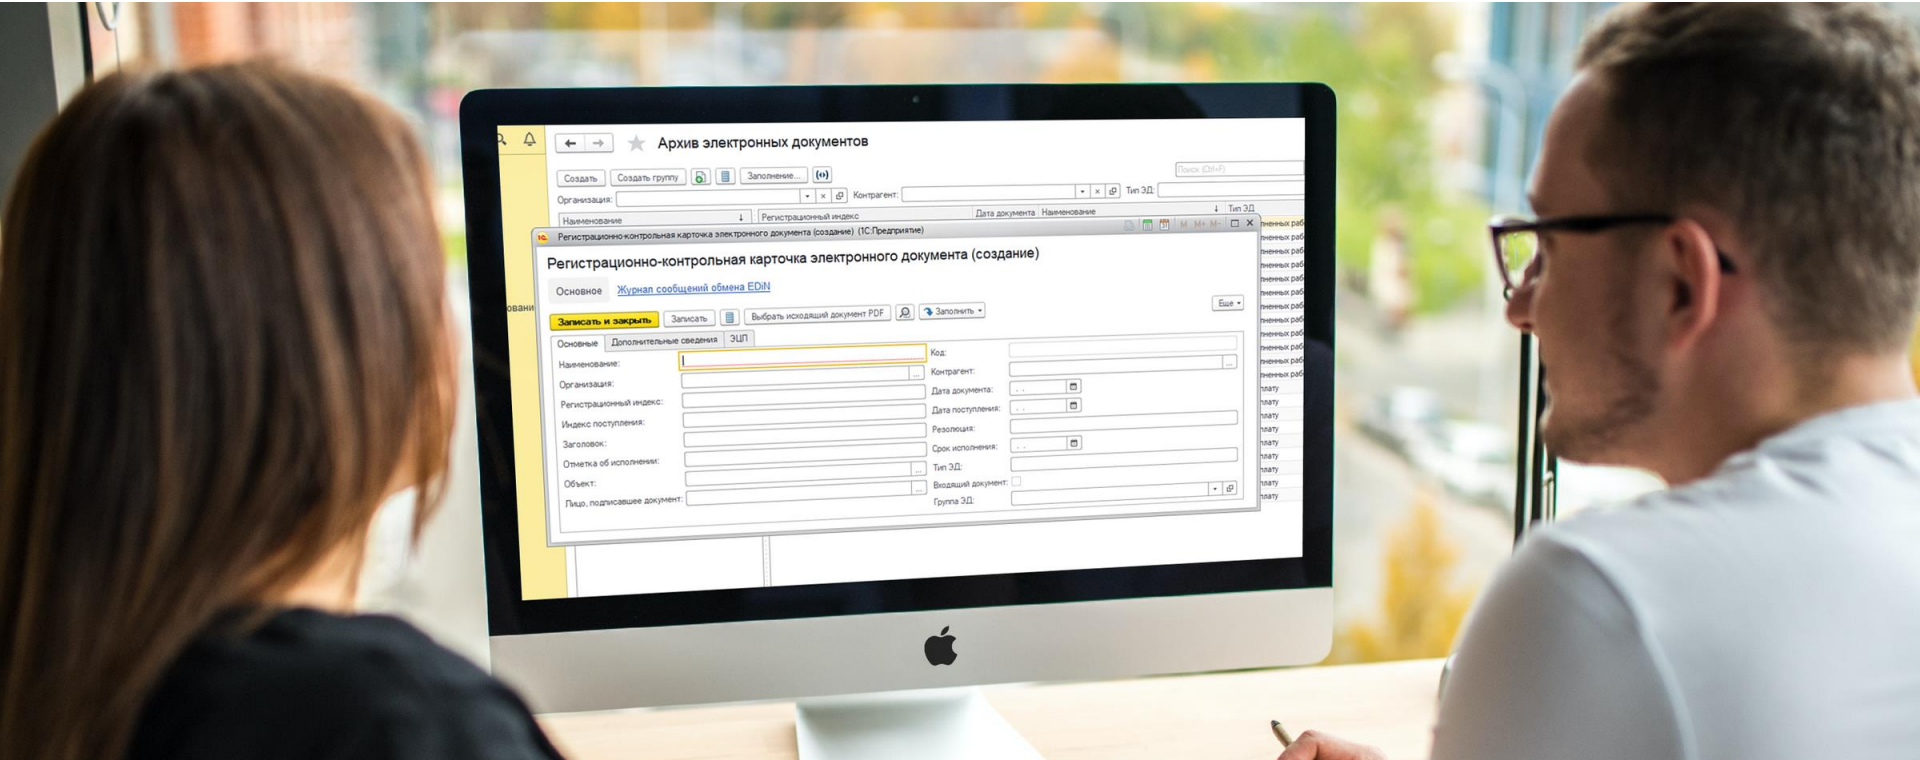 Архив электронных документов
Создать Создать группу Заполнение... Поиск (Ctrl+F)
Организация: Контрагент: Тип ЭД:
Наименование Регистрационный индекс Дата документа Наименование Тип ЭД
Регистрационно-контрольная карточка электронного документа (создание) (1С:Предприятие) M M+ M-
Регистрационно-контрольная карточка электронного документа (создание)
Основное Журнал сообщений обмена EDiN
Записать и закрыть Записать Выбрать исходящий документ PDF Заполнить Еще
Основные Дополнительные сведения ЭЦП
Наименование: Код:
Организация: Контрагент:
Регистрационный индекс: Дата документа:
Индекс поступления: Дата поступления:
Заголовок: Резолюция:
Отметка об исполнении: Срок исполнения:
Объект: Тип ЭД:
Лицо, подписавшее документ: Входящий документ:
Группа ЭД: